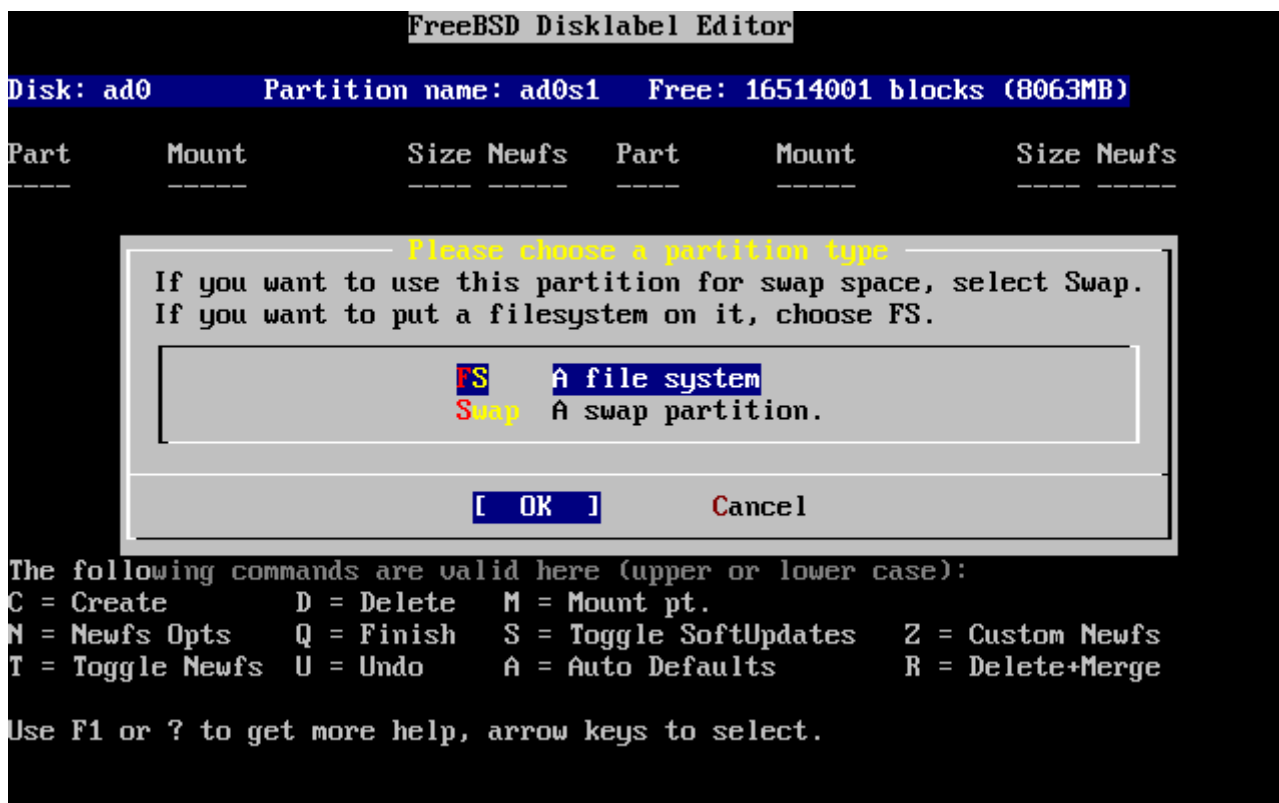 FreeBSD Disklabel Editor
Disk: ad0 Partition name: ad0s1 Free: 16514001 blocks (8063MB)
Part Mount Size Newfs Part Mount Size Newfs
---- ----- ---- ----- ---- ----- ---- -----
Please choose a partition type
If you want to use this partition for swap space, select Swap.
If you want to put a filesystem on it, choose FS.
FS A file system
Swap A swap partition.
[ OK ] Cancel
The following commands are valid here (upper or lower case):
C = Create D = Delete M = Mount pt.
N = Newfs Opts Q = Finish S = Toggle SoftUpdates Z = Custom Newfs
T = Toggle Newfs U = Undo A = Auto Defaults R = Delete+Merge
Use F1 or ? to get more help, arrow keys to select.